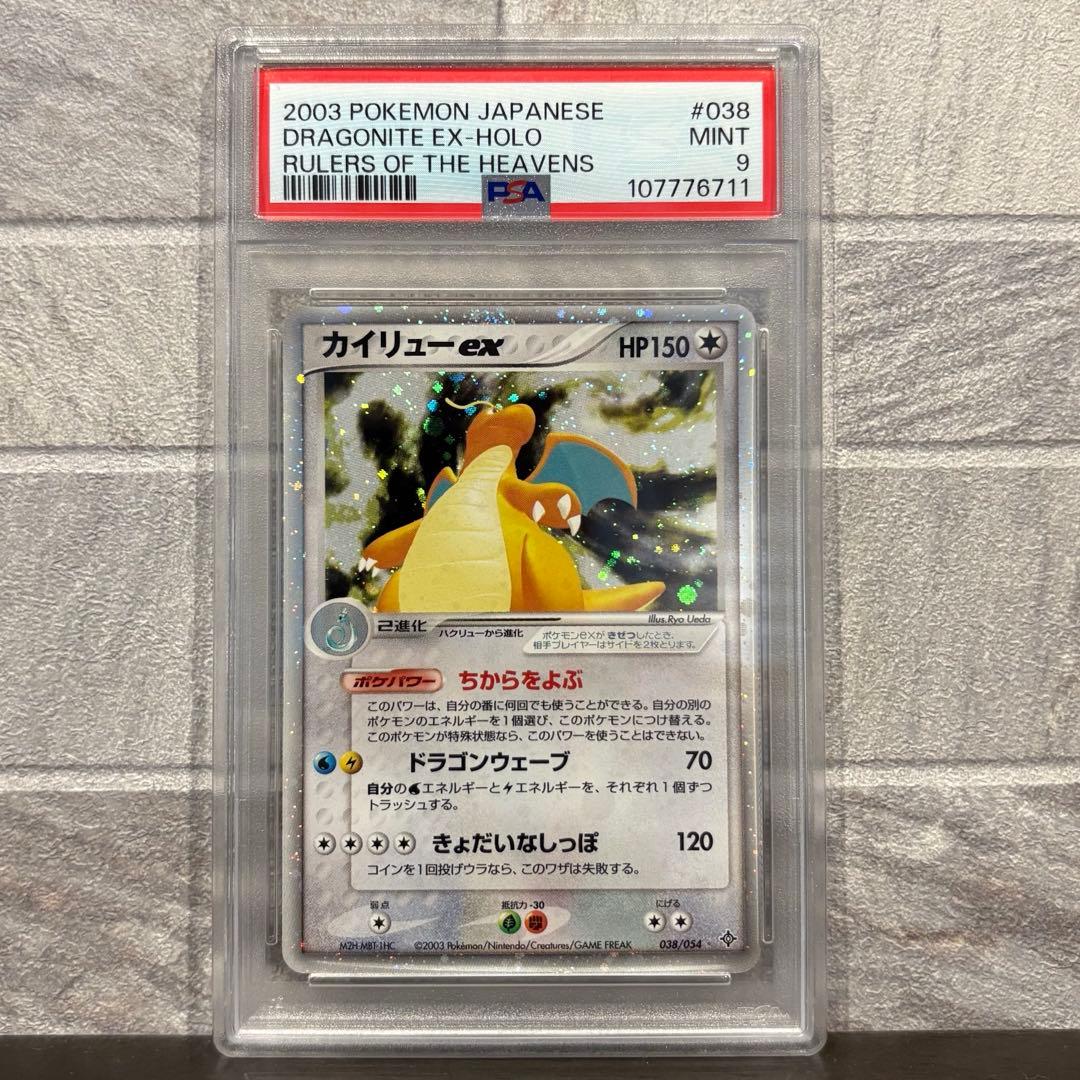 2003 POKEMON JAPANESE #038
DRAGONITE EX-HOLO MINT
RULERS OF THE HEAVENS 9
PSA 107776711
カイリューex HP150
Illus.Ryo Ueda
2進化 ハクリューから進化
ポケモンexが きぜつしたとき、
相手プレイヤーはサイドを2枚とります。
ポケパワー ちからをよぶ
このパワーは、自分の番に何回でも使うことができる。自分の別の
ポケモンのエネルギーを1個選び、このポケモンにつけ替える。
このポケモンが特殊状態なら、このパワーを使うことはできない。
ドラゴンウェーブ 70
自分のエネルギーとエネルギーを、それぞれ1個ずつ
トラッシュする。
きょだいなしっぽ 120
コインを1回投げウラなら、このワザは失敗する。
弱点 抵抗力 -30 にげる
M2H.MBT-1HC ©2003 Pokémon/Nintendo/Creatures/GAME FREAK 038/054